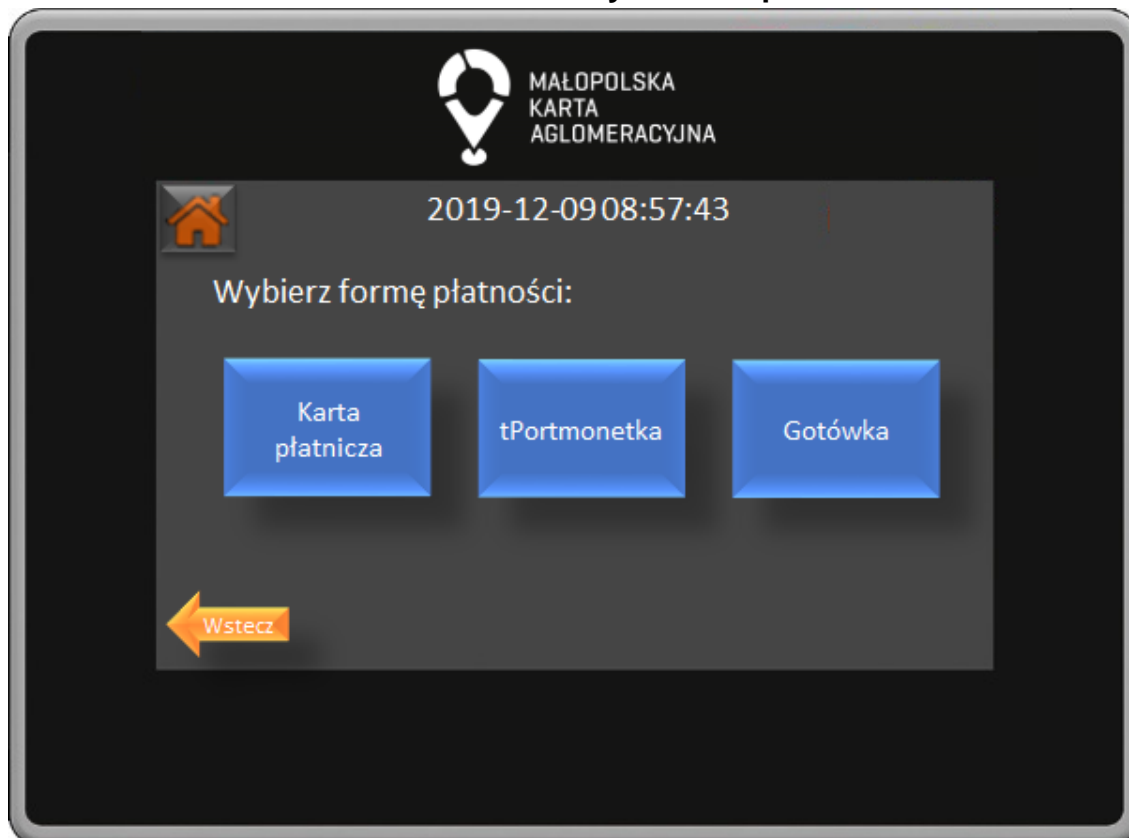 MAŁOPOLSKA
KARTA
AGLOMERACYJNA
2019-12-09 08:57:43
Wybierz formę płatności:
Karta
płatnicza
tPortmonetka
Gotówka
Wstecz